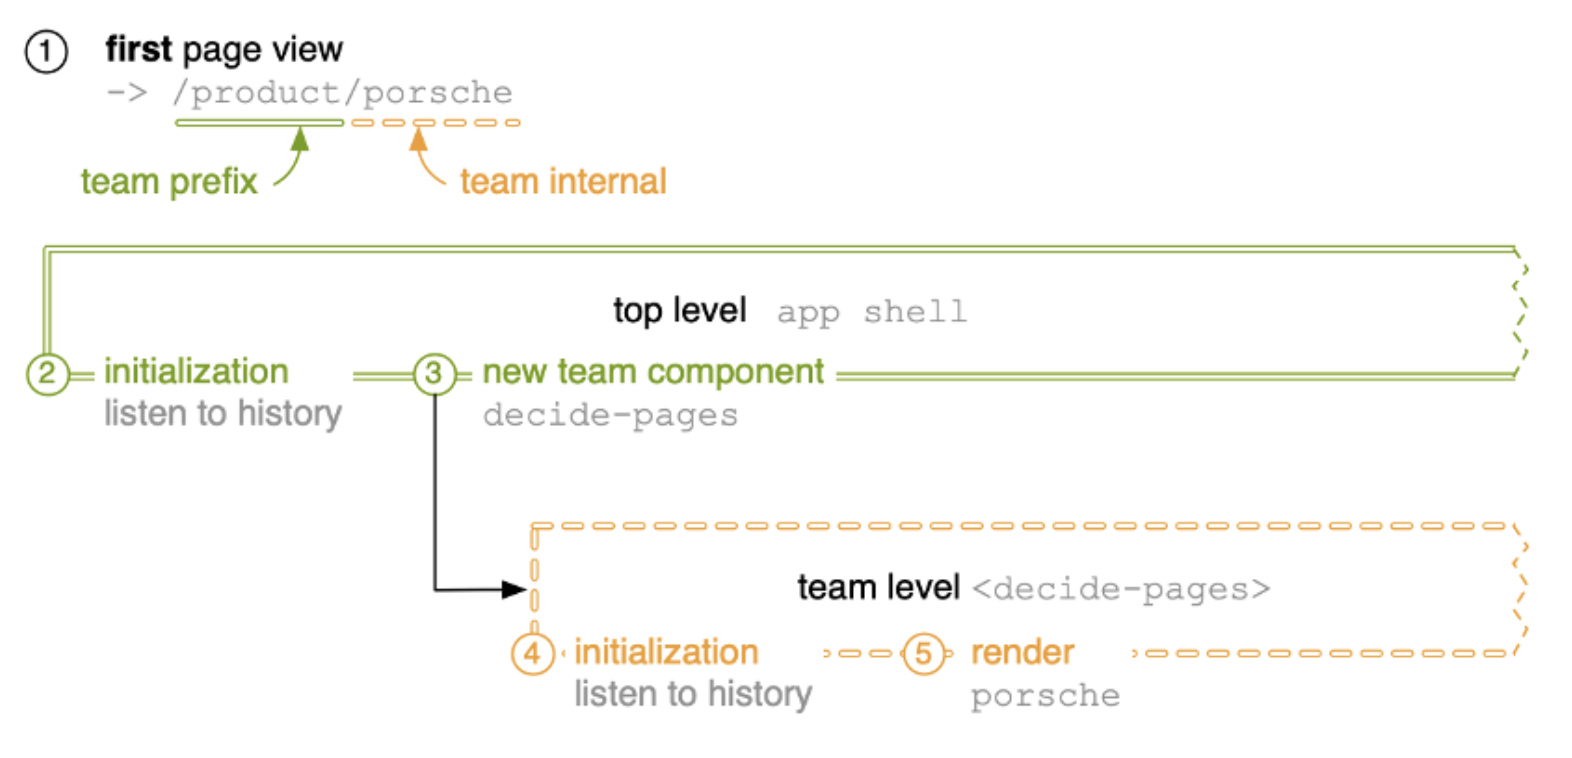 1 first page view
-> /product/porsche
team prefix team internal
top level app shell
2 initialization 3 new team component
listen to history decide-pages
team level <decide-pages>
4 initialization 5 render
listen to history porsche